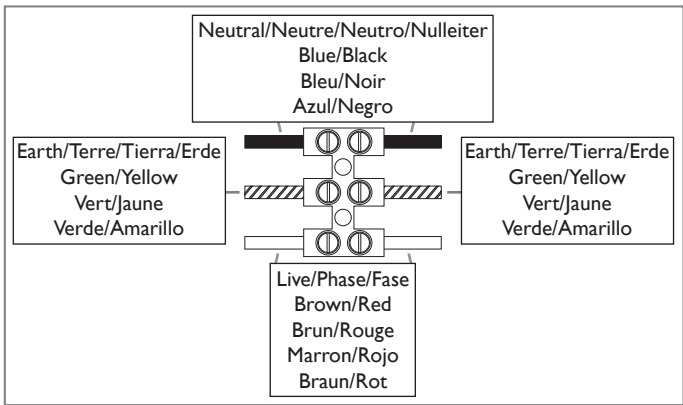 Neutral/Neutre/Neutro/Nulleiter
Blue/Black
Bleu/Noir
Azul/Negro
Earth/Terre/Tierra/Erde
Green/Yellow
Vert/Jaune
Verde/Amarillo
Earth/Terre/Tierra/Erde
Green/Yellow
Vert/Jaune
Verde/Amarillo
Live/Phase/Fase
Brown/Red
Brun/Rouge
Marron/Rojo
Braun/Rot